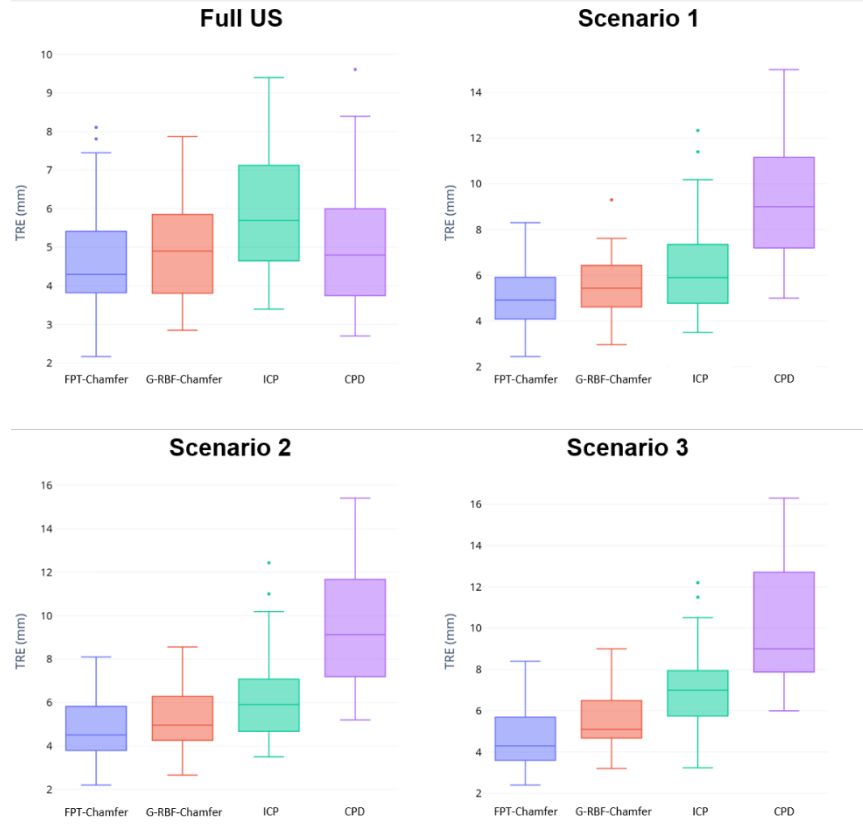 Full US
Scenario 1
10
9
8
7
6
5
4
3
2
TRE (mm)
FPT-Chamfer G-RBF-Chamfer ICP CPD
14
12
10
8
6
4
2
TRE (mm)
FPT-Chamfer G-RBF-Chamfer ICP CPD
Scenario 2
Scenario 3
16
14
12
10
8
6
4
2
TRE (mm)
FPT-Chamfer G-RBF-Chamfer ICP CPD
16
14
12
10
8
6
4
2
TRE (mm)
FPT-Chamfer G-RBF-Chamfer ICP CPD